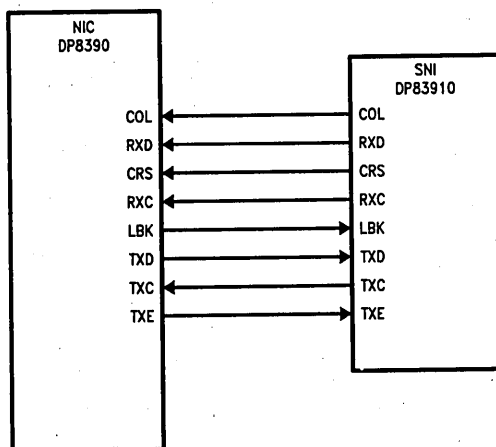 NIC
DP8390
SNI
DP83910
COL COL
RXD RXD
CRS CRS
RXC RXC
LBK LBK
TXD TXD
TXC TXC
TXE TXE